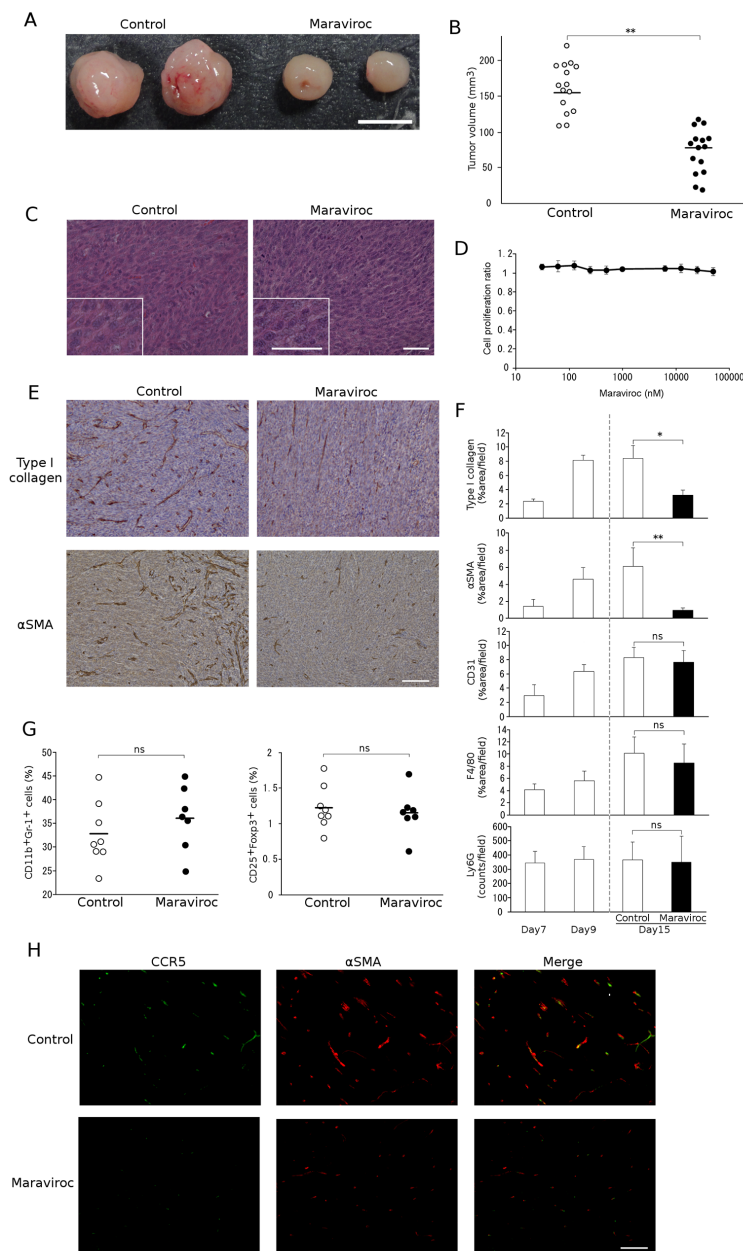 A
Control
Maraviroc
B
**
Tumor volume (mm3)
200
150
100
50
0
Control
Maraviroc
C
Control
Maraviroc
D
Cell proliferation ratio
1.2
1
0.8
0.6
0.4
0.2
0
10
100
1000
10000
100000
Maraviroc (nM)
E
Control
Maraviroc
Type I
collagen
αSMA
F
Type I collagen
(%area/field)
12
10
8
6
4
2
0
*
αSMA
(%area/field)
10
8
6
4
2
0
**
CD31
(%area/field)
12
10
8
6
4
2
0
ns
F4/80
(%area/field)
14
12
10
8
6
4
2
0
ns
Ly6G
(counts/field)
600
500
400
300
200
100
0
ns
Control
Maraviroc
Day7
Day9
Day15
G
CD11b+Gr-1+ cells (%)
50
45
40
35
30
25
20
ns
Control
Maraviroc
CD25+Foxp3+ cells (%)
2
1.5
1
0.5
0
ns
Control
Maraviroc
H
CCR5
αSMA
Merge
Control
Maraviroc